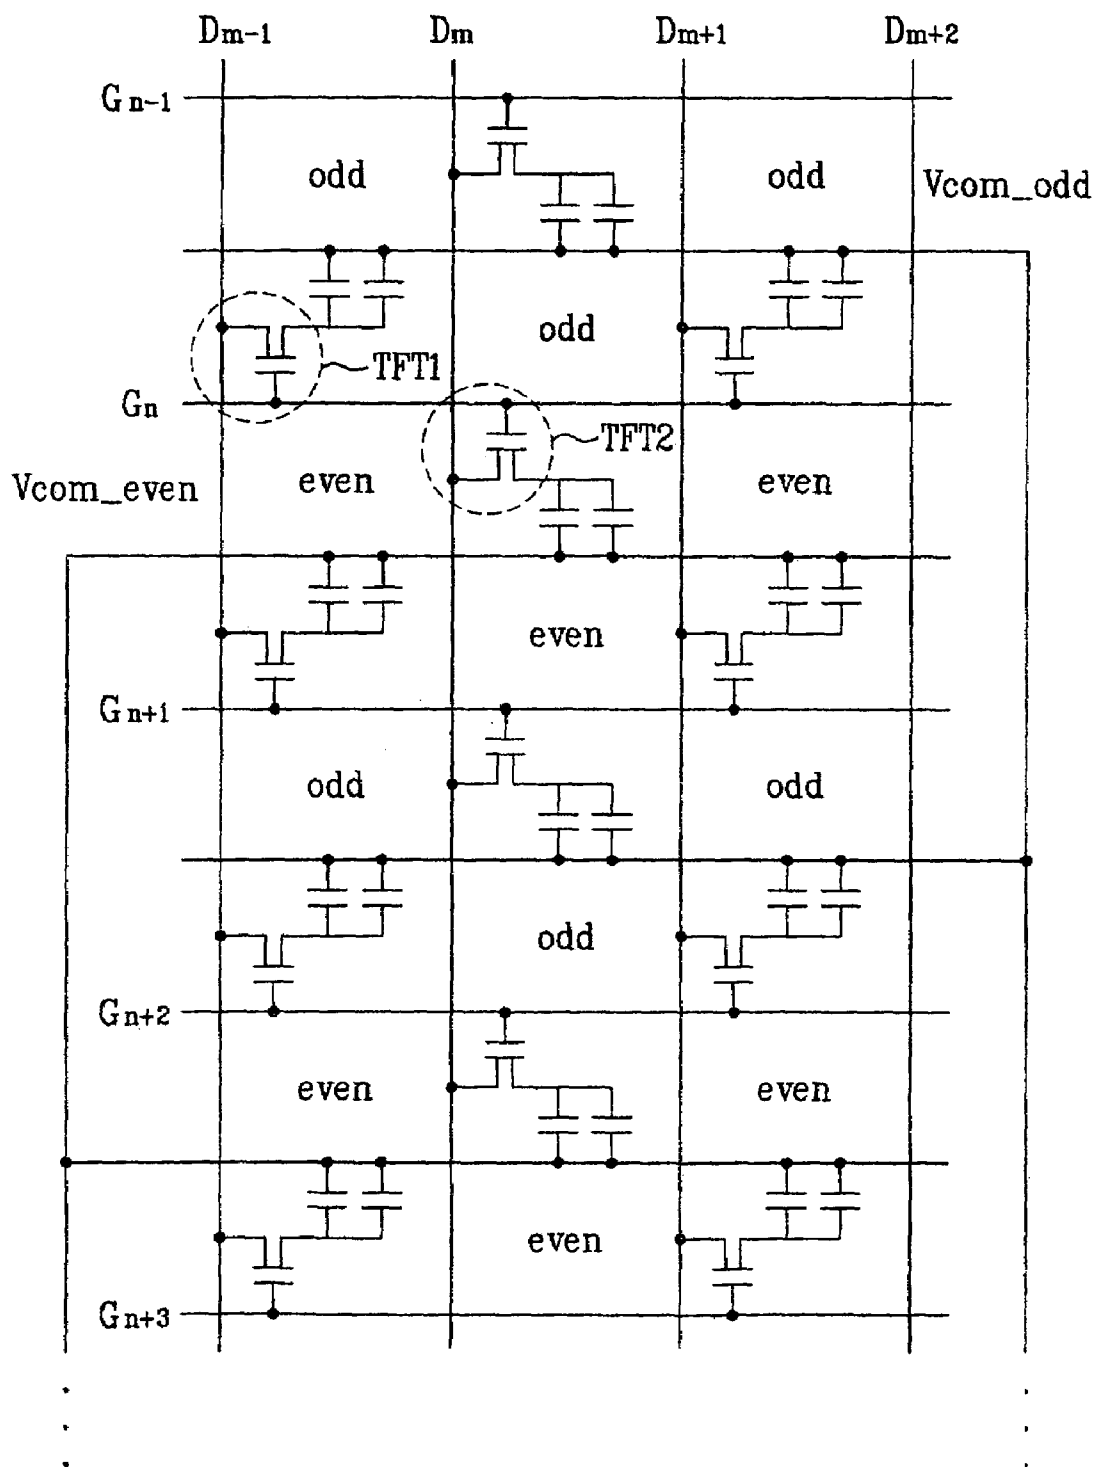 Dm-1 Dm Dm+1 Dm+2
Gn-1
odd odd Vcom_odd
odd
TFT1
Gn
TFT2
Vcom_even even even
even
Gn+1
odd odd
odd
Gn+2
even even
even
Gn+3